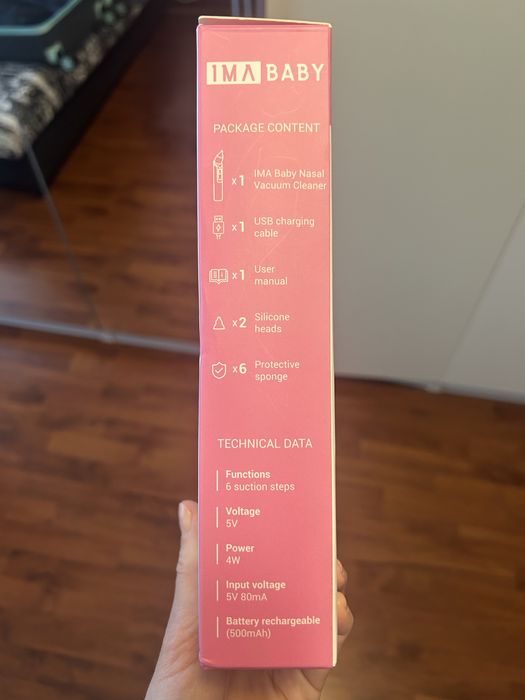 IMA BABY
PACKAGE CONTENT
x1 IMA Baby Nasal
Vacuum Cleaner
x1 USB charging
cable
x1 User
manual
x2 Silicone
heads
x6 Protective
sponge
TECHNICAL DATA
Functions
6 suction steps
Voltage
5V
Power
4W
Input voltage
5V 80mA
Battery rechargeable
(500mAh)